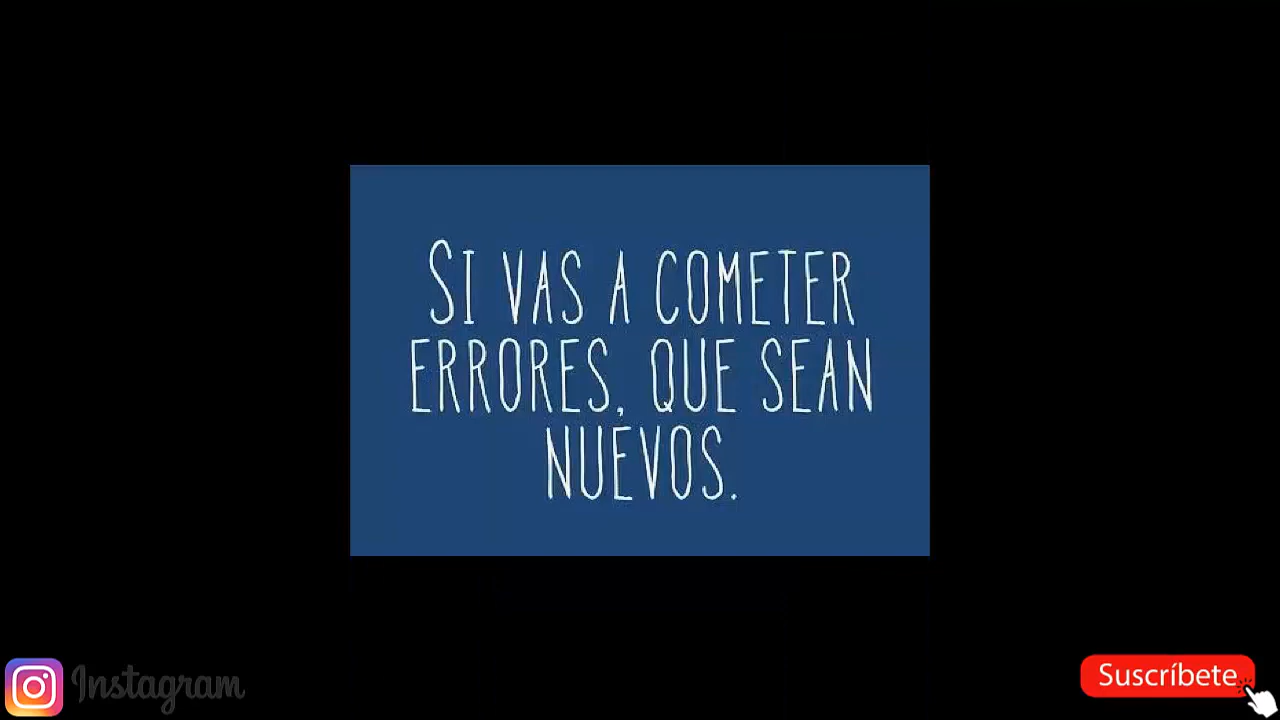 SI VAS A COMETER
ERRORES, QUE SEAN
NUEVOS.
Instagram
Suscríbete